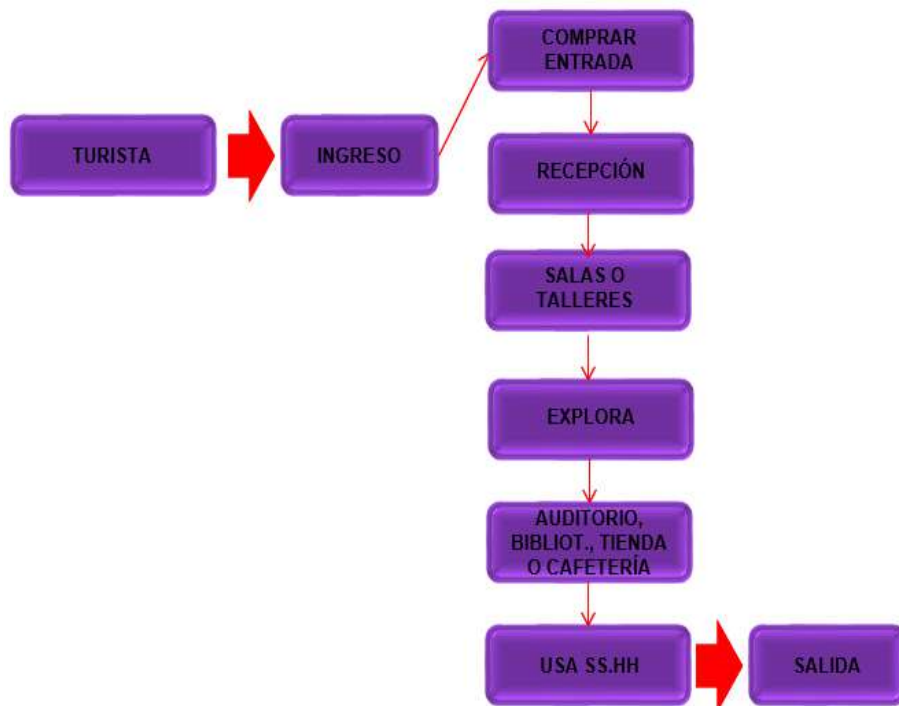 TURISTA
INGRESO
COMPRAR
ENTRADA
RECEPCIÓN
SALAS O
TALLERES
EXPLORA
AUDITORIO,
BIBLIOT., TIENDA
O CAFETERÍA
USA SS.HH
SALIDA